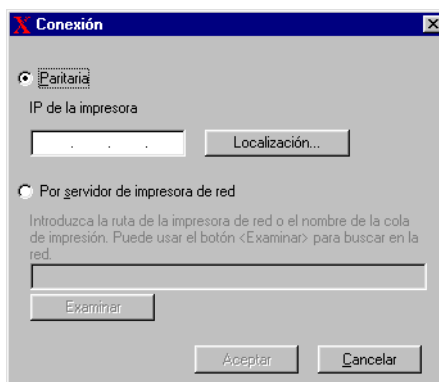 X Conexión
Paritaria
IP de la impresora
. . .
Localización...
Por servidor de impresora de red
Introduzca la ruta de la impresora de red o el nombre de la cola
de impresión. Puede usar el botón <Examinar> para buscar en la
red.
Examinar
Aceptar Cancelar